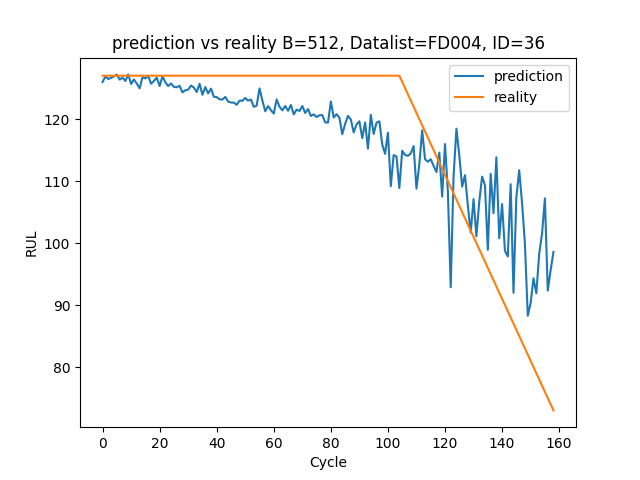 prediction vs reality B=512, Datalist=FD004, ID=36
prediction
reality
RUL
120
110
100
90
80
0 20 40 60 80 100 120 140 160
Cycle